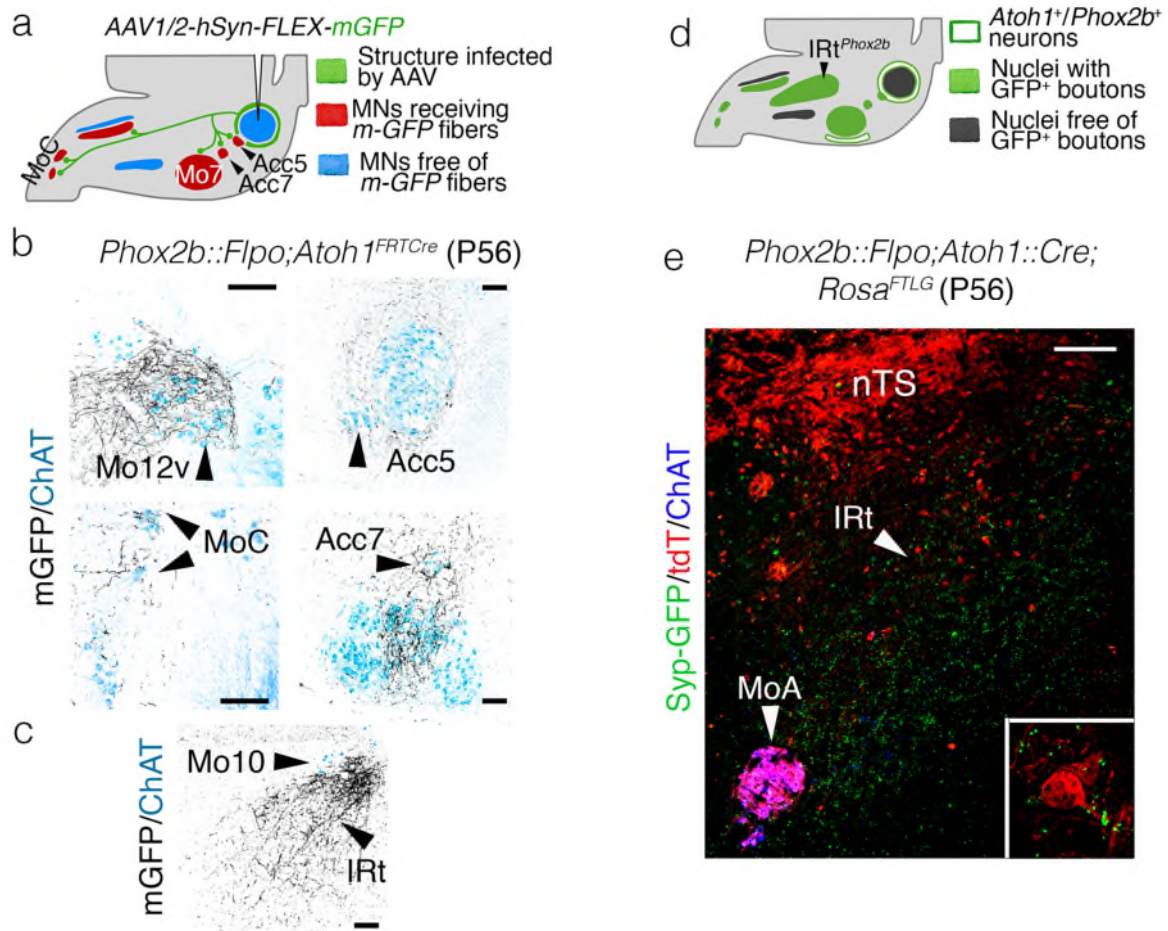 a
AAV1/2-hSyn-FLEX-mGFP
Structure infected
by AAV
MNs receiving
m-GFP fibers
MNs free of
m-GFP fibers
MoC
Mo7
Acc5
Acc7
b
Phox2b::Flpo;Atoh1FRTCre (P56)
mGFP/ChAT
Mo12v
Acc5
MoC
Acc7
c
mGFP/ChAT
Mo10
IRt
d
IRtPhox2b
Atoh1+/Phox2b+
neurons
Nuclei with
GFP+ boutons
Nuclei free of
GFP+ boutons
e
Phox2b::Flpo;Atoh1::Cre;
RosaFTLG (P56)
Syp-GFP/tdT/ChAT
nTS
IRt
MoA